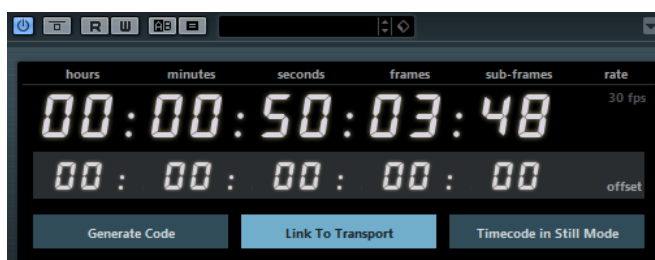 R W AB
hours minutes seconds frames sub-frames rate
00:00:50:03:48 30 fps
00: 00: 00: 00: 00 offset
Generate Code Link To Transport Timecode in Still Mode